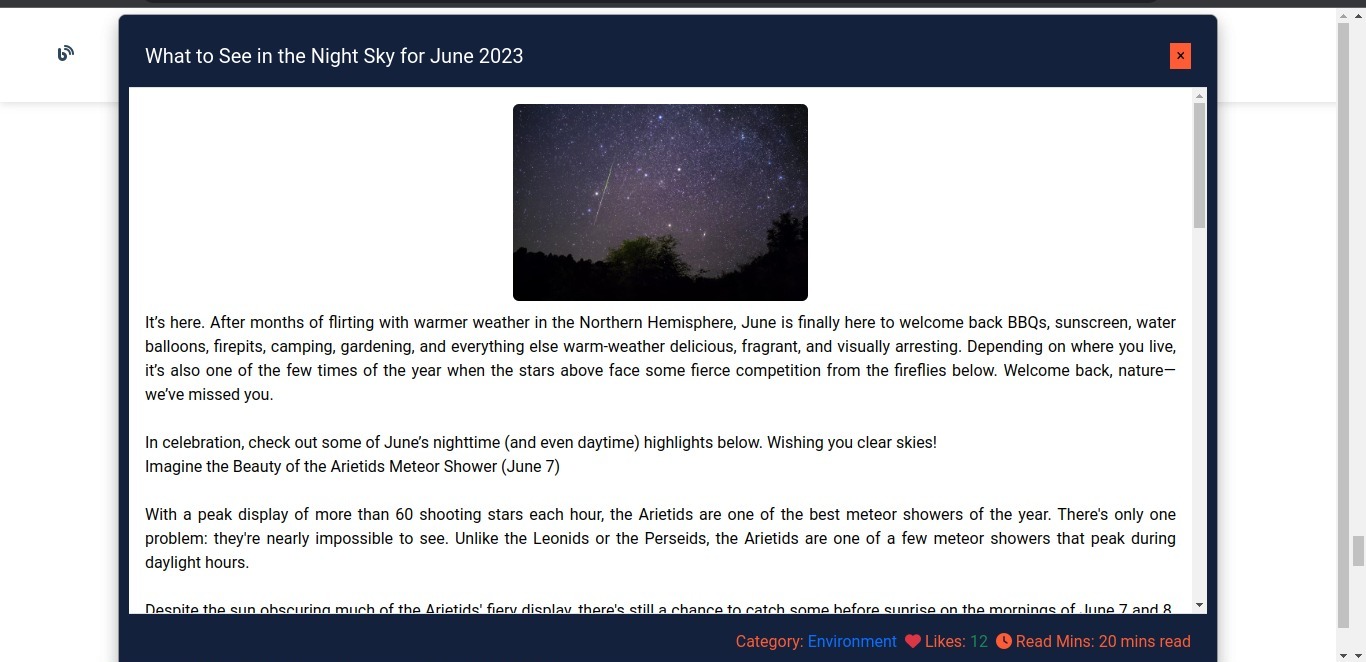 What to See in the Night Sky for June 2023
×
It’s here. After months of flirting with warmer weather in the Northern Hemisphere, June is finally here to welcome back BBQs, sunscreen, water
balloons, firepits, camping, gardening, and everything else warm-weather delicious, fragrant, and visually arresting. Depending on where you live,
it’s also one of the few times of the year when the stars above face some fierce competition from the fireflies below. Welcome back, nature—
we’ve missed you.
In celebration, check out some of June’s nighttime (and even daytime) highlights below. Wishing you clear skies!
Imagine the Beauty of the Arietids Meteor Shower (June 7)
With a peak display of more than 60 shooting stars each hour, the Arietids are one of the best meteor showers of the year. There's only one
problem: they're nearly impossible to see. Unlike the Leonids or the Perseids, the Arietids are one of a few meteor showers that peak during
daylight hours.
Despite the sun obscuring much of the Arietids' fiery display, there's still a chance to catch some before sunrise on the mornings of June 7 and 8.
Category: Environment Likes: 12 Read Mins: 20 mins read